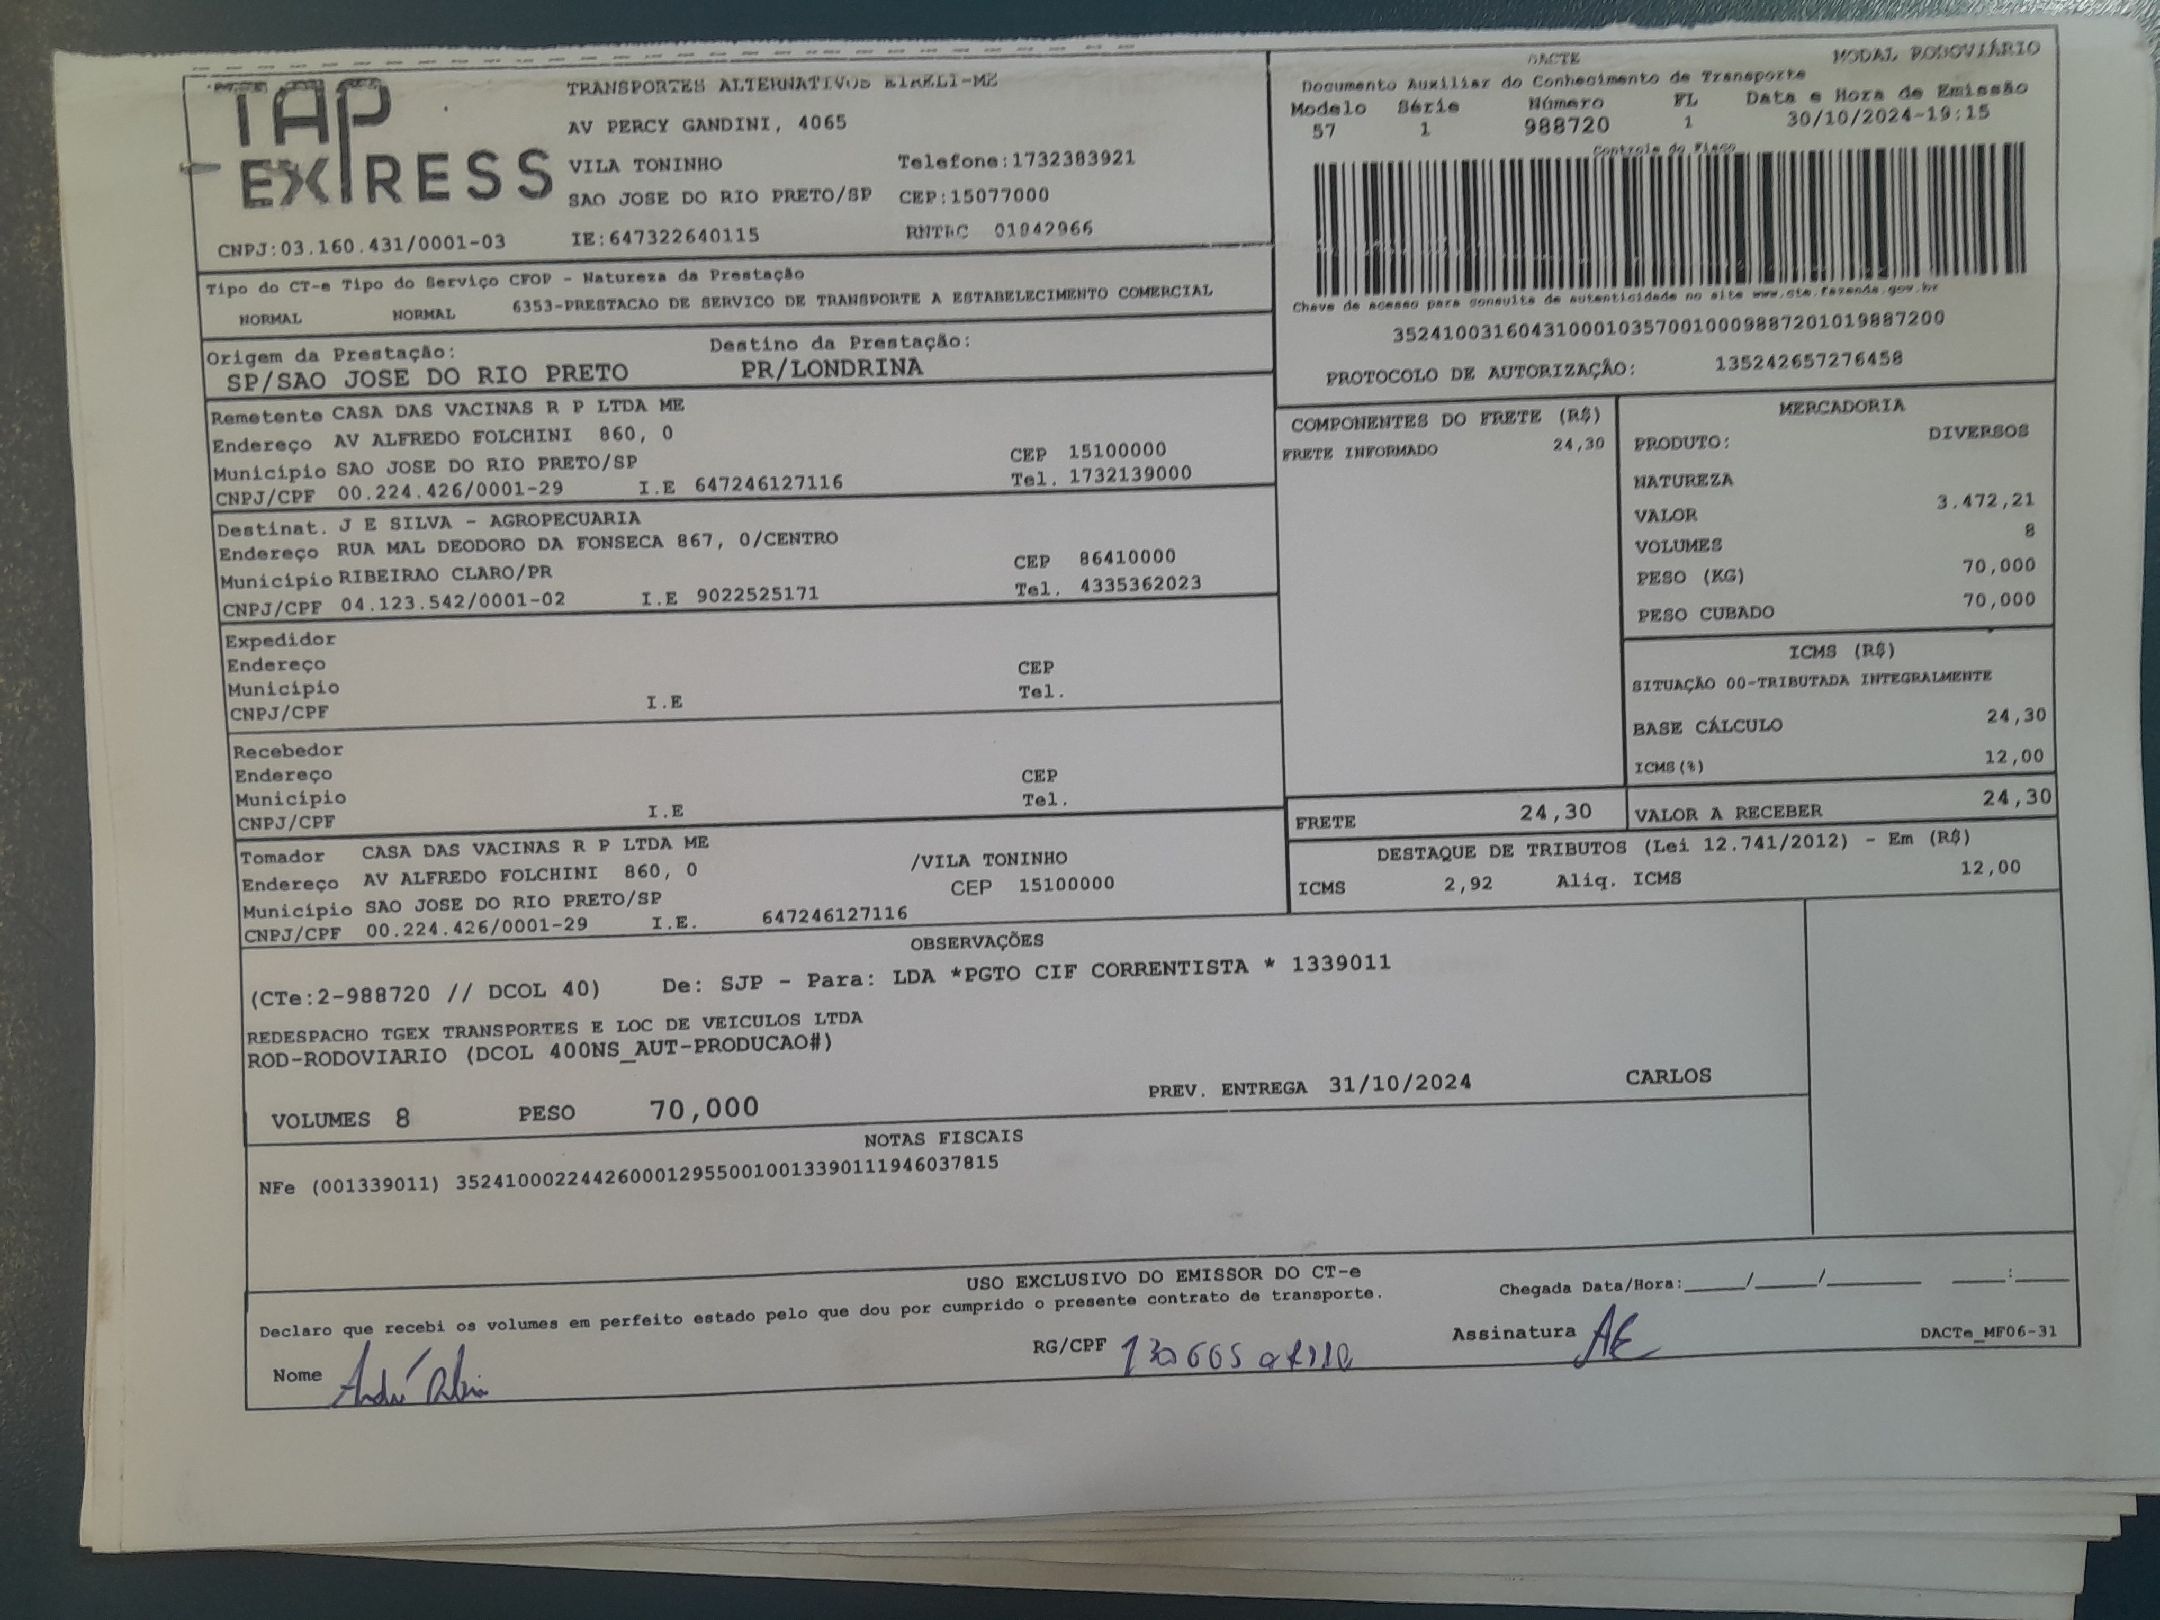 TAP
EXPRESS
TRANSPORTES ALTERNATIVOS EIRELI-ME
AV PERCY GANDINI, 4065
VILA TONINHO Telefone:1732383921
SAO JOSE DO RIO PRETO/SP CEP:15077000
CNPJ:03.160.431/0001-03 IE:647322640115 RNTRC 01942966
DACTE MODAL RODOVIÁRIO
Documento Auxiliar do Conhecimento de Transporte
Modelo Série Número FL Data e Hora de Emissão
57 1 988720 1 30/10/2024-19:15
Controle do Fisco
Chave de acesso para consulta de autenticidade no site www.cte.fazenda.gov.br
35241003160431000103570010009887201019887200
PROTOCOLO DE AUTORIZAÇÃO: 135242657276458
Tipo do CT-e Tipo do Serviço CFOP - Natureza da Prestação
NORMAL NORMAL 6353-PRESTACAO DE SERVICO DE TRANSPORTE A ESTABELECIMENTO COMERCIAL
Origem da Prestação: Destino da Prestação:
SP/SAO JOSE DO RIO PRETO PR/LONDRINA
Remetente CASA DAS VACINAS R P LTDA ME
Endereço AV ALFREDO FOLCHINI 860, 0
Município SAO JOSE DO RIO PRETO/SP CEP 15100000
CNPJ/CPF 00.224.426/0001-29 I.E 647246127116 Tel. 1732139000
Destinat. J E SILVA - AGROPECUARIA
Endereço RUA MAL DEODORO DA FONSECA 867, 0/CENTRO
Município RIBEIRAO CLARO/PR CEP 86410000
CNPJ/CPF 04.123.542/0001-02 I.E 9022525171 Tel. 4335362023
Expedidor
Endereço
Município CEP
CNPJ/CPF I.E Tel.
Recebedor
Endereço
Município CEP
CNPJ/CPF I.E Tel.
Tomador CASA DAS VACINAS R P LTDA ME
Endereço AV ALFREDO FOLCHINI 860, 0 /VILA TONINHO
Município SAO JOSE DO RIO PRETO/SP CEP 15100000
CNPJ/CPF 00.224.426/0001-29 I.E. 647246127116
COMPONENTES DO FRETE (R$)
FRETE INFORMADO 24,30
MERCADORIA
PRODUTO: DIVERSOS
NATUREZA
VALOR 3.472,21
VOLUMES 8
PESO (KG) 70,000
PESO CUBADO 70,000
ICMS (R$)
SITUAÇÃO 00-TRIBUTADA INTEGRALMENTE
BASE CÁLCULO 24,30
ICMS(%) 12,00
FRETE 24,30 VALOR A RECEBER 24,30
DESTAQUE DE TRIBUTOS (Lei 12.741/2012) - Em (R$)
ICMS 2,92 Aliq. ICMS 12,00
OBSERVAÇÕES
(CTe:2-988720 // DCOL 40) De: SJP - Para: LDA *PGTO CIF CORRENTISTA * 1339011
REDESPACHO TGEX TRANSPORTES E LOC DE VEICULOS LTDA
ROD-RODOVIARIO (DCOL 400NS_AUT-PRODUCAO#)
VOLUMES 8 PESO 70,000 PREV. ENTREGA 31/10/2024 CARLOS
NOTAS FISCAIS
NFe (001339011) 35241000224426000129550010013390111946037815
USO EXCLUSIVO DO EMISSOR DO CT-e
Declaro que recebi os volumes em perfeito estado pelo que dou por cumprido o presente contrato de transporte. Chegada Data/Hora:____/____/______ ____:____
Nome André RG/CPF Assinatura AE DACTe_MF06-31